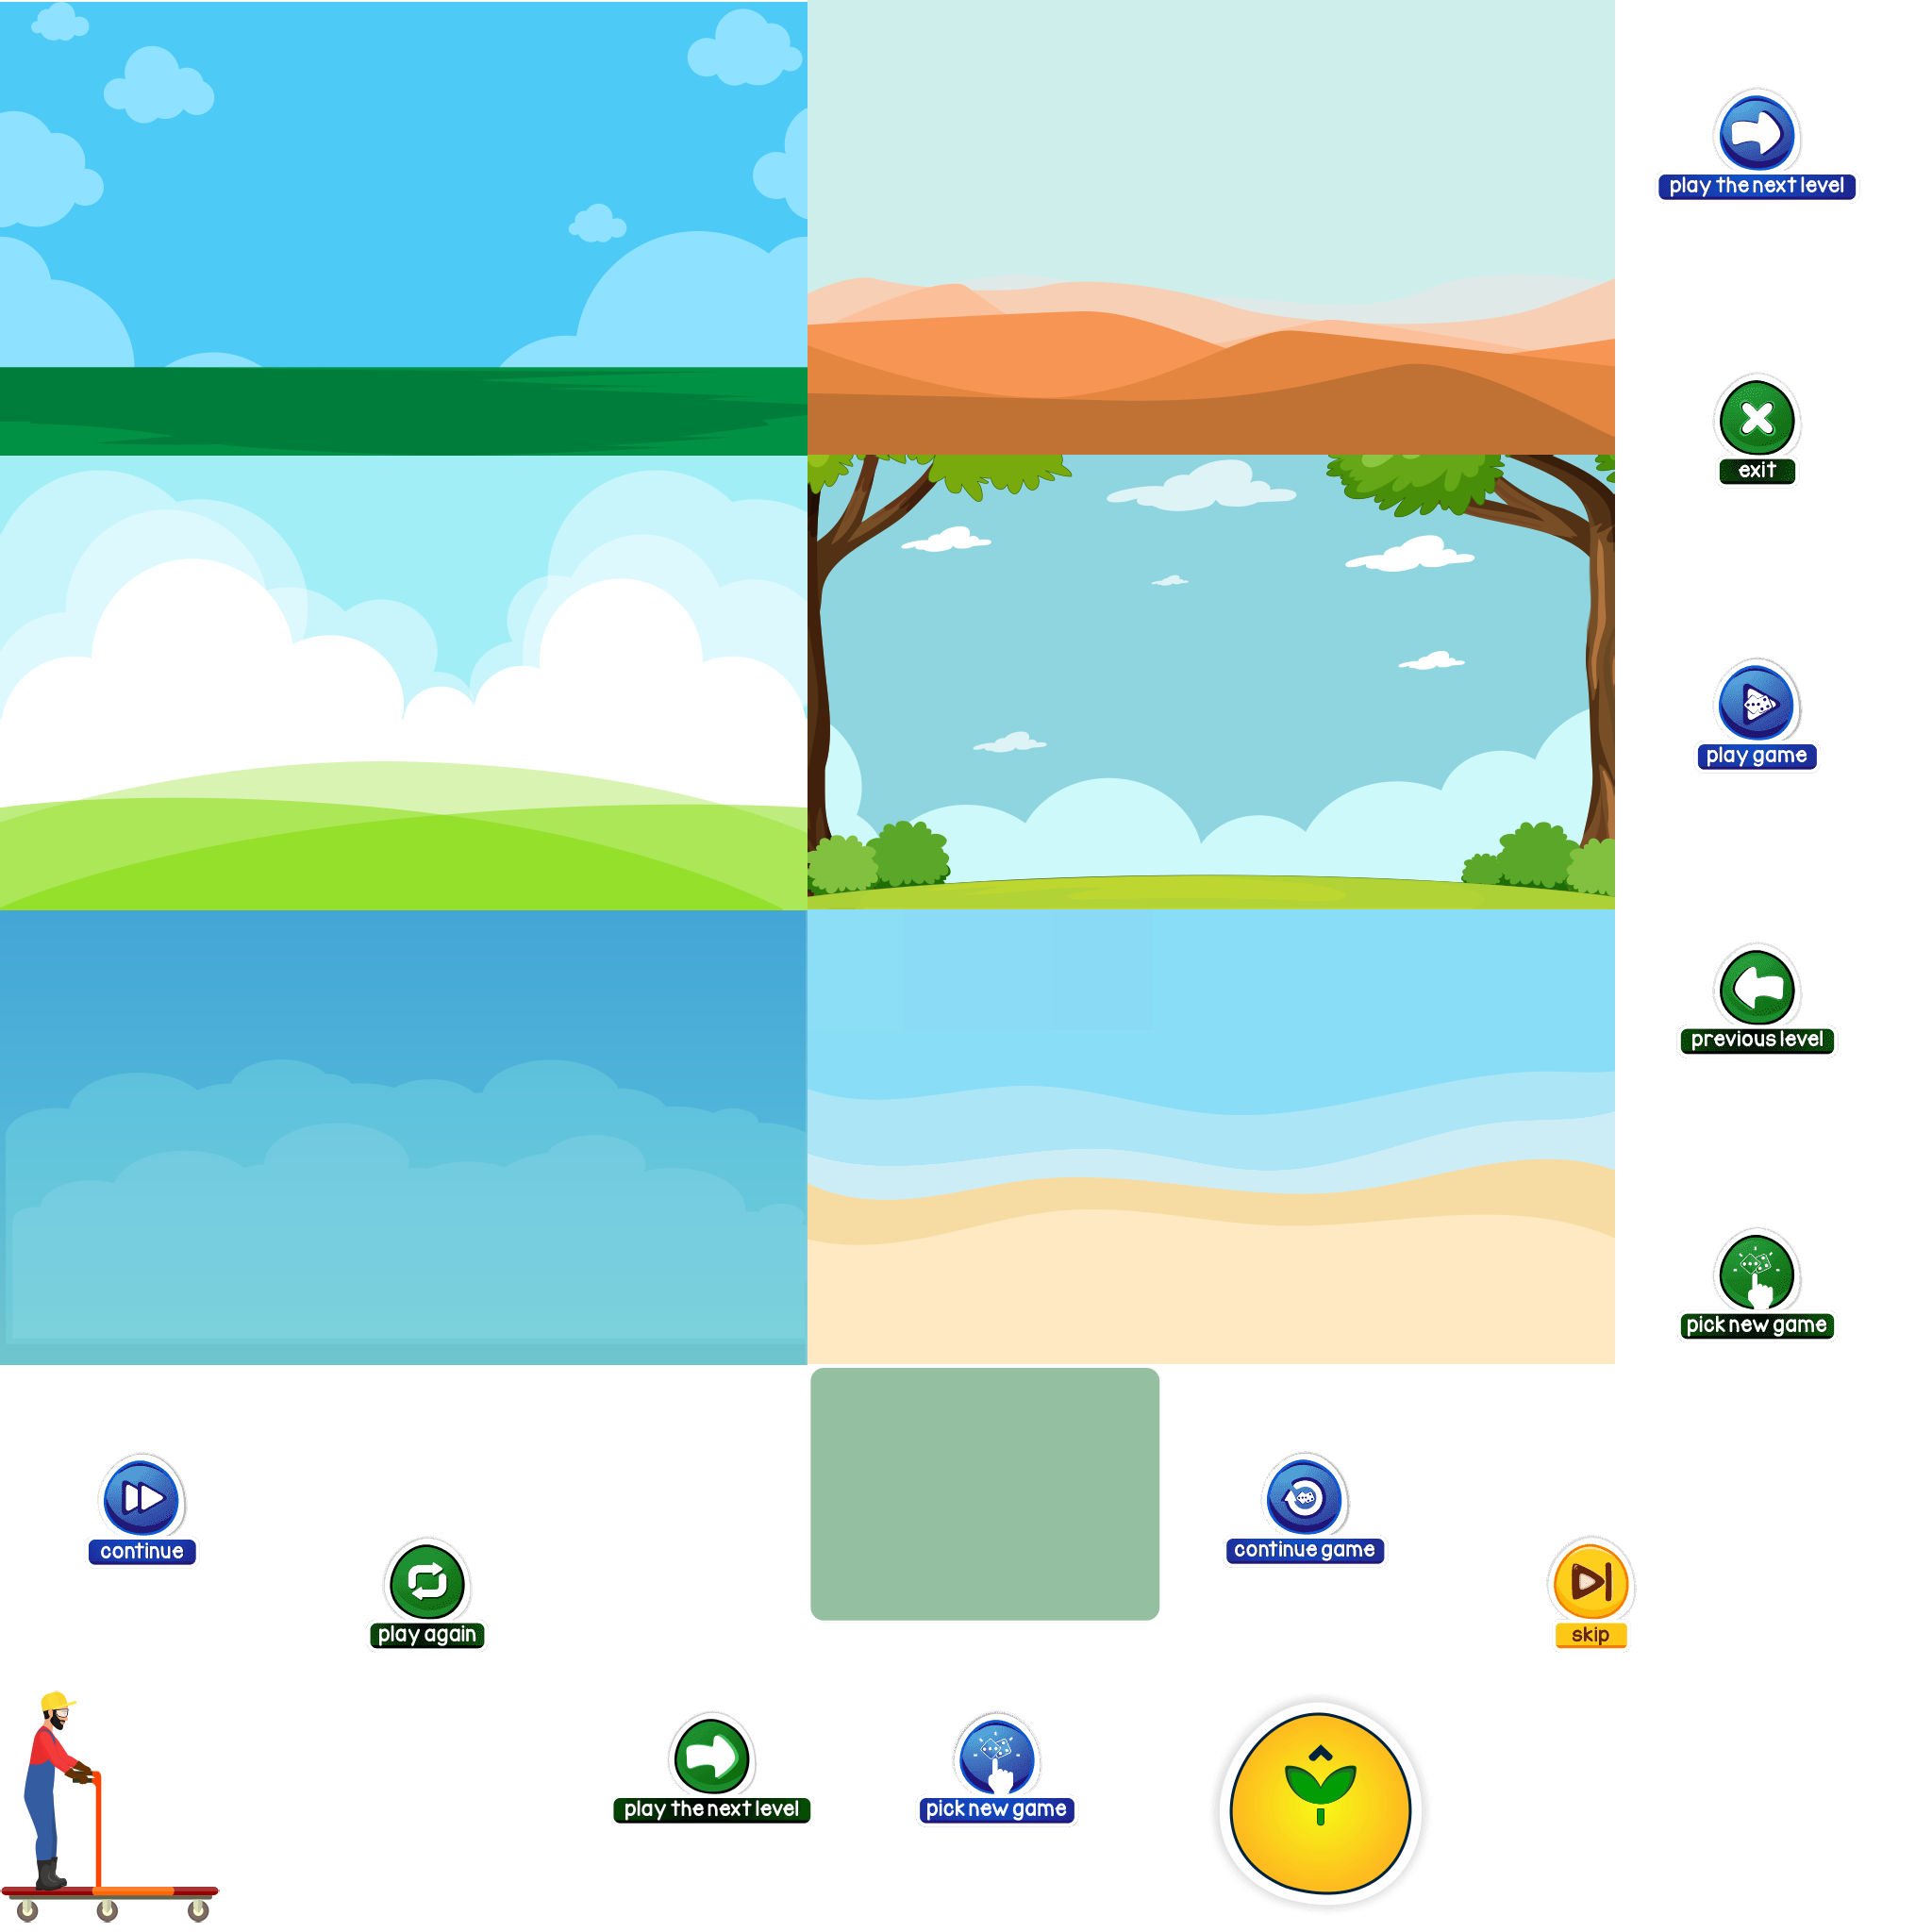 play the next level
exit
play game
previous level
pick new game
continue
continue game
play again
skip
play the next level
pick new game